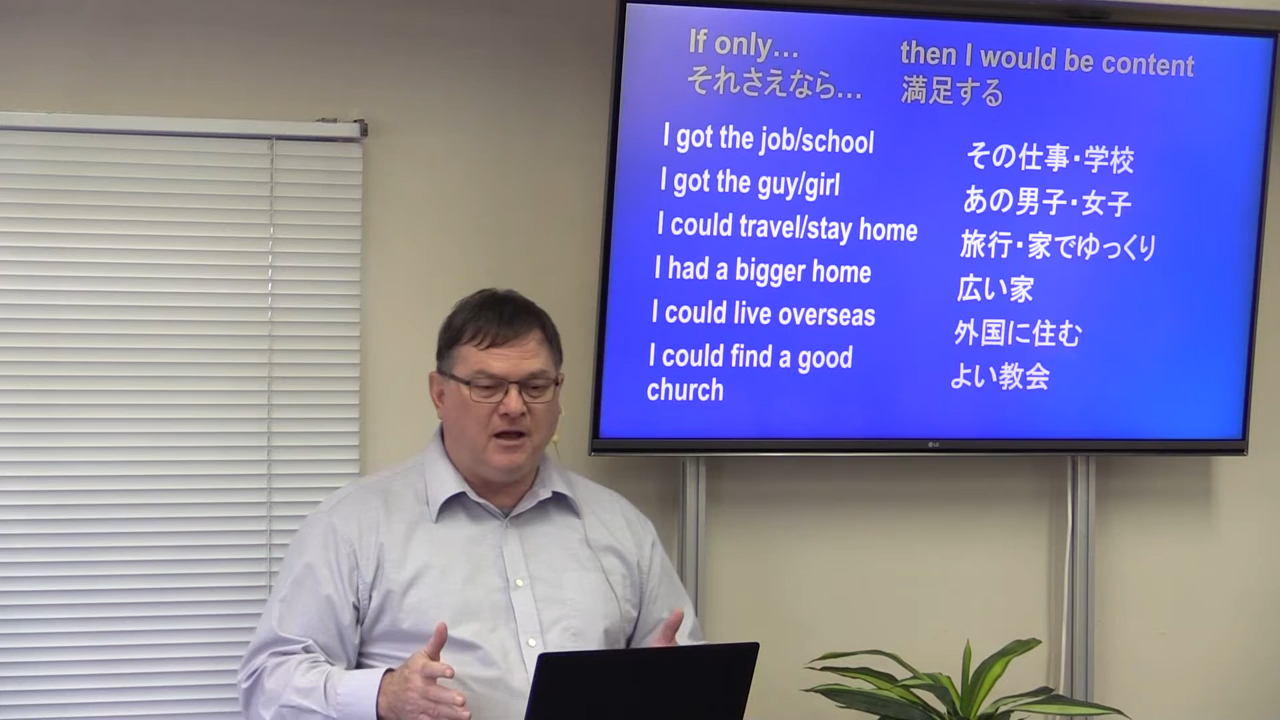 If only... then I would be content
それさえなら... 満足する
I got the job/school その仕事・学校
I got the guy/girl あの男子・女子
I could travel/stay home 旅行・家でゆっくり
I had a bigger home 広い家
I could live overseas 外国に住む
I could find a good よい教会
church
LG